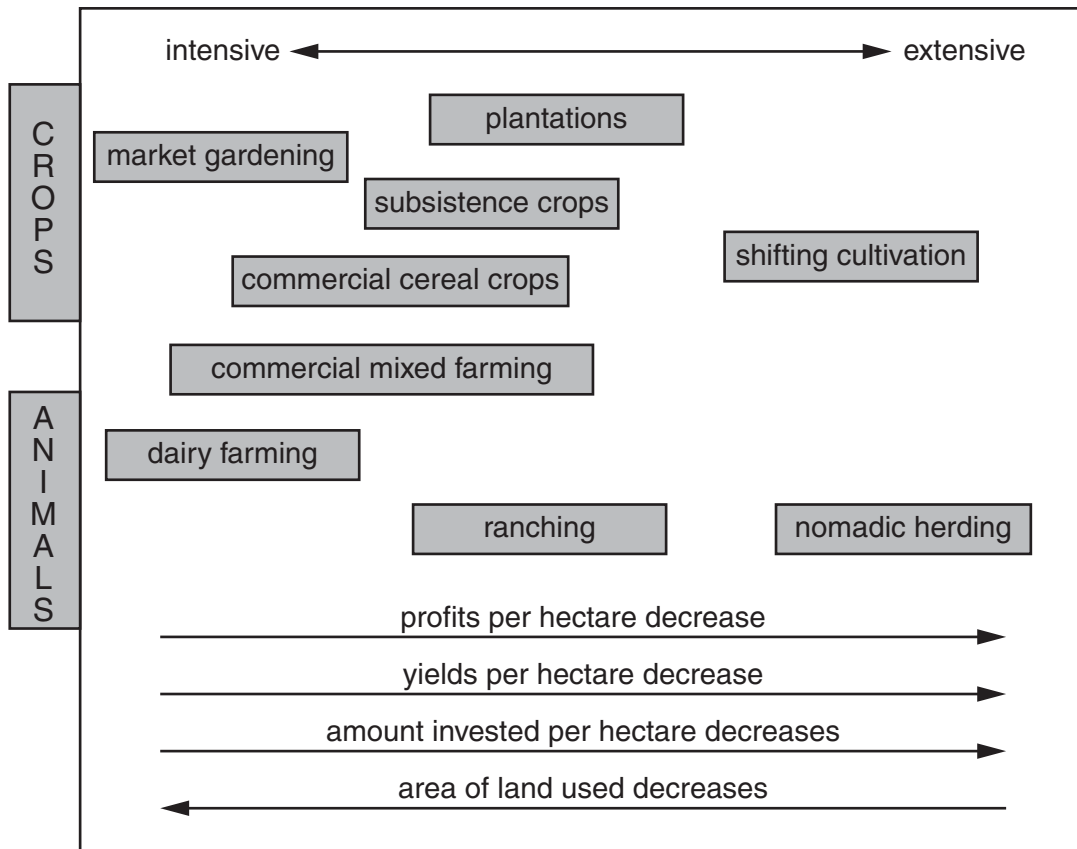 intensive extensive
CROPS
plantations
market gardening
subsistence crops
shifting cultivation
commercial cereal crops
commercial mixed farming
ANIMALS
dairy farming
ranching
nomadic herding
profits per hectare decrease
yields per hectare decrease
amount invested per hectare decreases
area of land used decreases